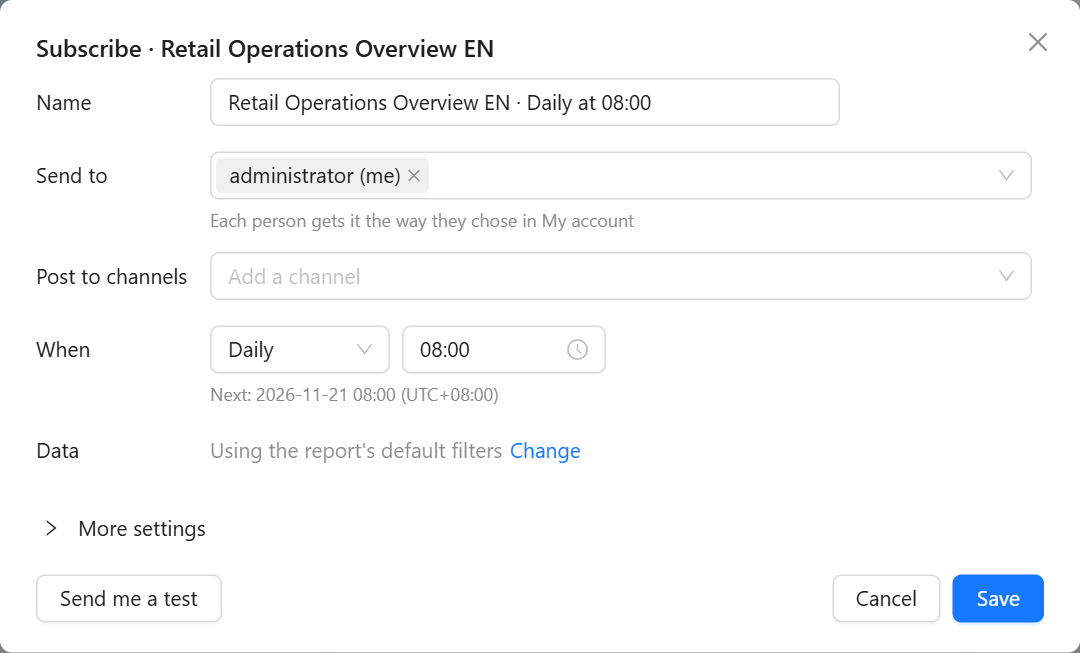 Subscribe · Retail Operations Overview EN
Name
Retail Operations Overview EN · Daily at 08:00
Send to
administrator (me)
Each person gets it the way they chose in My account
Post to channels
Add a channel
When
Daily
08:00
Next: 2026-11-21 08:00 (UTC+08:00)
Data
Using the report's default filters Change
More settings
Send me a test
Cancel
Save